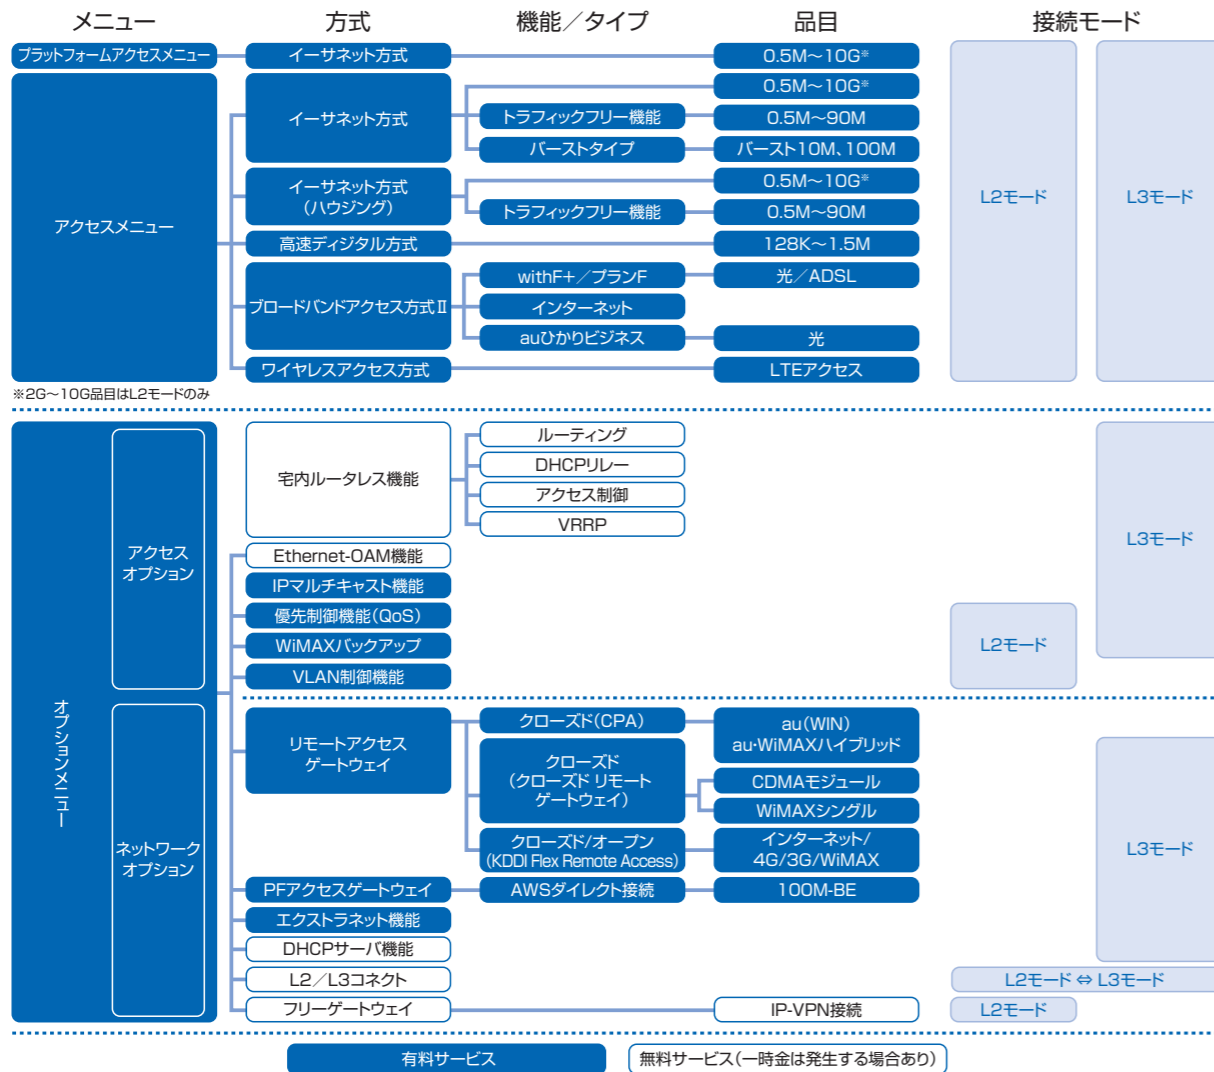 メニュー
方式
機能／タイプ
品目
接続モード
プラットフォームアクセスメニュー
イーサネット方式
0.5M～10G※
アクセスメニュー
イーサネット方式
0.5M～10G※
トラフィックフリー機能
0.5M～90M
バーストタイプ
バースト10M、100M
イーサネット方式
（ハウジング）
0.5M～10G※
トラフィックフリー機能
0.5M～90M
高速ディジタル方式
128K～1.5M
ブロードバンドアクセス方式Ⅱ
withF+／プランF
光／ADSL
インターネット
auひかりビジネス
光
ワイヤレスアクセス方式
LTEアクセス
L2モード
L3モード
※2G～10G品目はL2モードのみ
オプションメニュー
アクセス
オプション
宅内ルータレス機能
ルーティング
DHCPリレー
アクセス制御
VRRP
Ethernet-OAM機能
IPマルチキャスト機能
優先制御機能（QoS）
WiMAXバックアップ
VLAN制御機能
L2モード
L3モード
ネットワーク
オプション
リモートアクセス
ゲートウェイ
クローズド（CPA）
au（WIN）
au・WiMAXハイブリッド
クローズド
（クローズド リモート
ゲートウェイ）
CDMAモジュール
WiMAXシングル
クローズド/オープン
（KDDI Flex Remote Access）
インターネット/
4G/3G/WiMAX
PFアクセスゲートウェイ
AWSダイレクト接続
100M-BE
エクストラネット機能
DHCPサーバ機能
L3モード
L2／L3コネクト
L2モード⇔L3モード
フリーゲートウェイ
IP-VPN接続
L2モード
有料サービス
無料サービス（一時金は発生する場合あり）